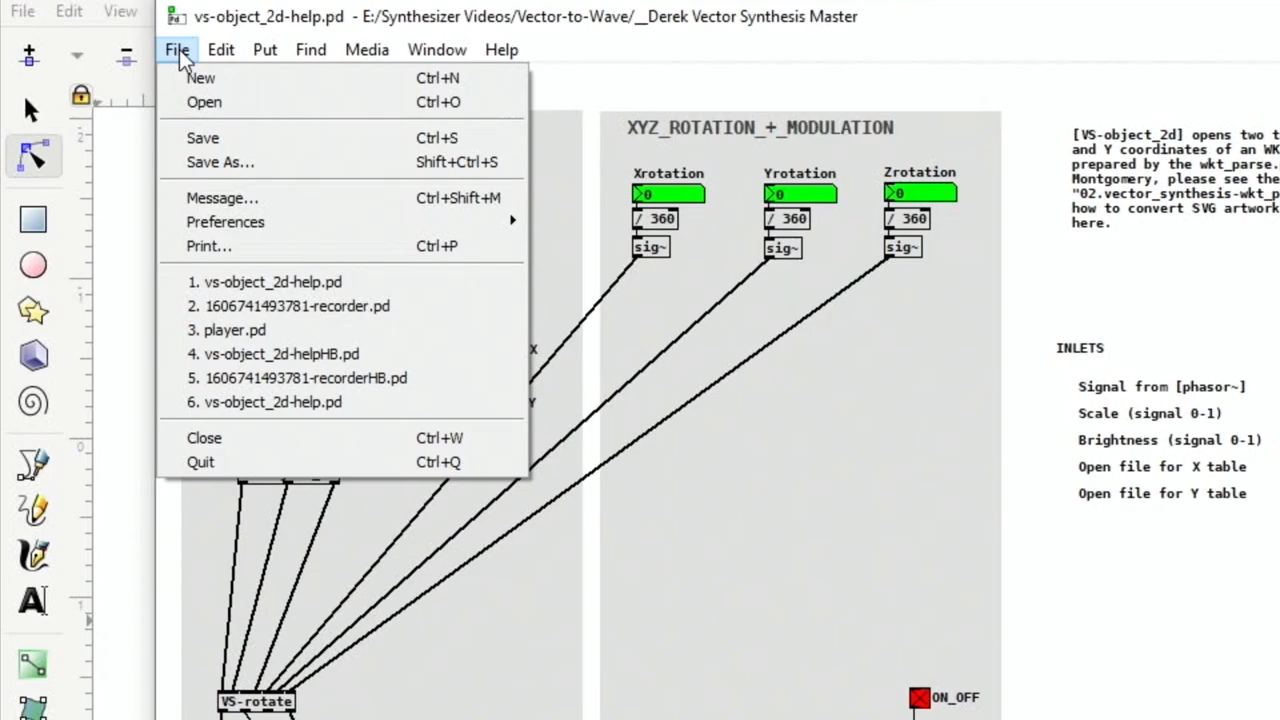 File Edit View
vs-object_2d-help.pd - E:/Synthesizer Videos/Vector-to-Wave/__Derek Vector Synthesis Master
File Edit Put Find Media Window Help
New Ctrl+N
Open Ctrl+O
Save Ctrl+S
Save As... Shift+Ctrl+S
Message... Ctrl+Shift+M
Preferences
Print... Ctrl+P
1. vs-object_2d-help.pd
2. 1606741493781-recorder.pd
3. player.pd
4. vs-object_2d-helpHB.pd
5. 1606741493781-recorderHB.pd
6. vs-object_2d-help.pd
Close Ctrl+W
Quit Ctrl+Q
X
Y
VS-rotate
XYZ_ROTATION_+_MODULATION
Xrotation Yrotation Zrotation
0 0 0
/ 360 / 360 / 360
sig~ sig~ sig~
ON_OFF
[VS-object_2d] opens two t
and Y coordinates of an WK
prepared by the wkt_parse.
Montgomery, please see the
"02.vector_synthesis-wkt_p
how to convert SVG artwork
here.
INLETS
Signal from [phasor~]
Scale (signal 0-1)
Brightness (signal 0-1)
Open file for X table
Open file for Y table